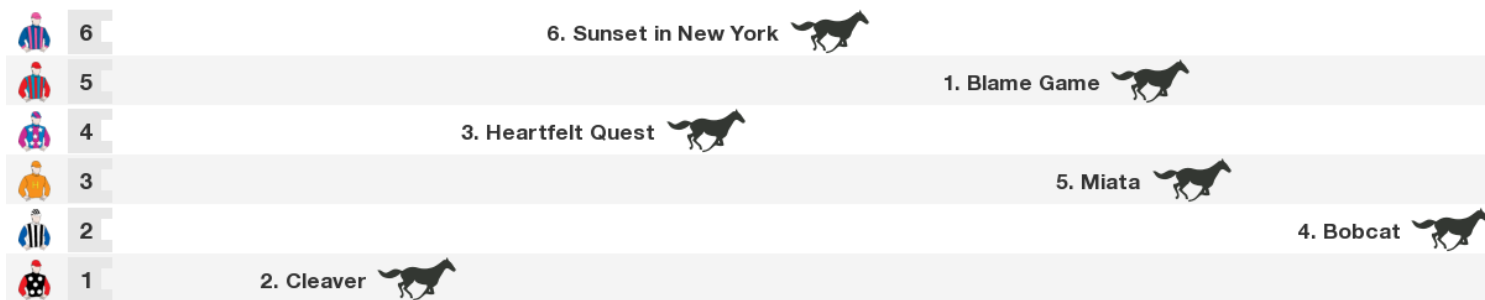 6 6. Sunset in New York
5 1. Blame Game
4 3. Heartfelt Quest
3 5. Miata
2 4. Bobcat
1 2. Cleaver